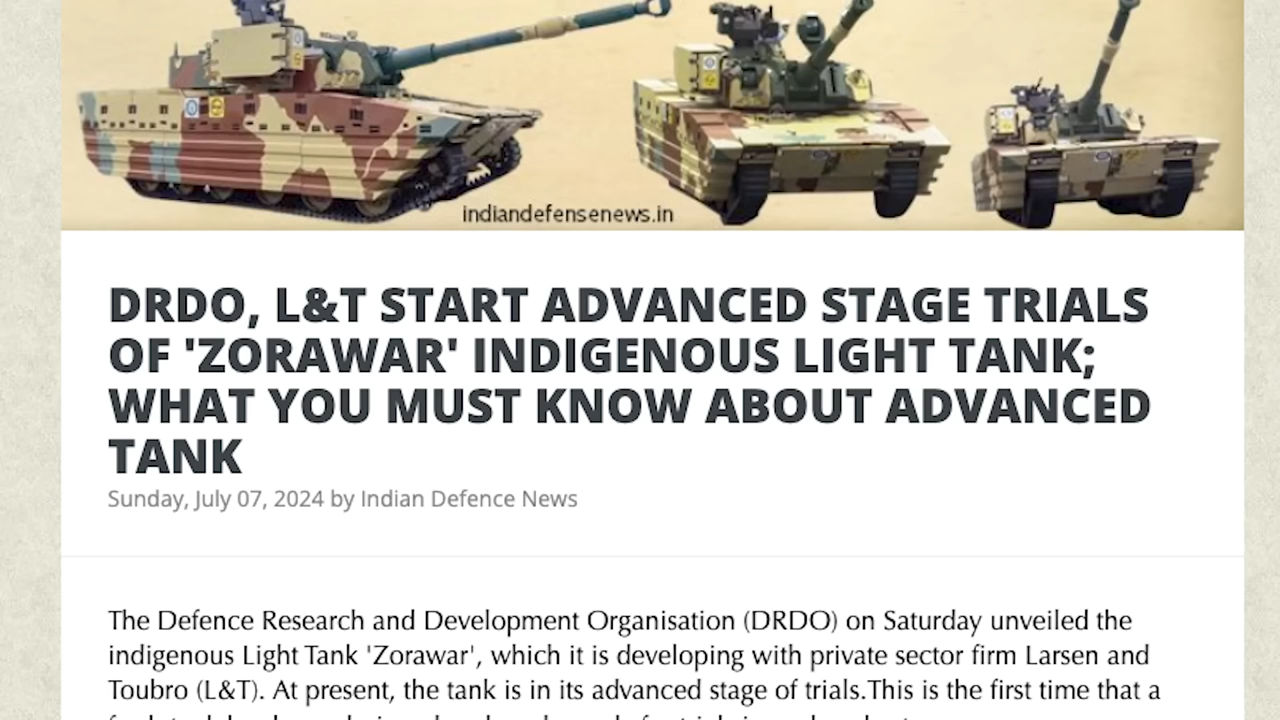 indiandefensenews.in
DRDO, L&T START ADVANCED STAGE TRIALS
OF 'ZORAWAR' INDIGENOUS LIGHT TANK;
WHAT YOU MUST KNOW ABOUT ADVANCED
TANK
Sunday, July 07, 2024 by Indian Defence News
The Defence Research and Development Organisation (DRDO) on Saturday unveiled the
indigenous Light Tank 'Zorawar', which it is developing with private sector firm Larsen and
Toubro (L&T). At present, the tank is in its advanced stage of trials.This is the first time that a